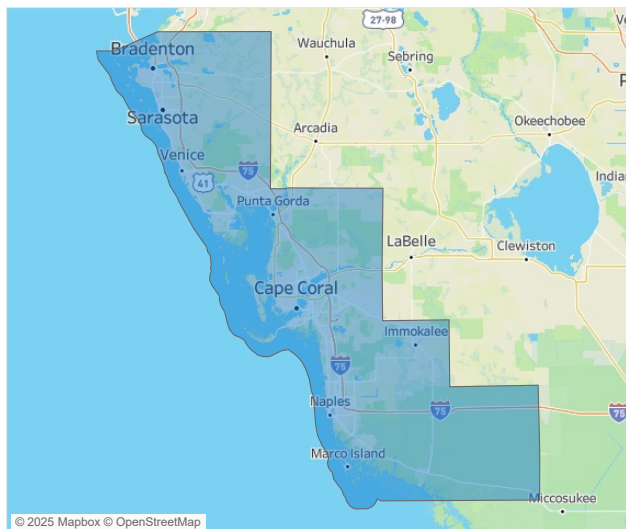 27-98
Wauchula
Bradenton
Sebring
Sarasota
Okeechobee
Arcadia
Venice
75
41
Indian
Punta Gorda
LaBelle
Clewiston
Cape Coral
Immokalee
75
Naples
75
75
Marco Island
Miccosukee
© 2025 Mapbox © OpenStreetMap